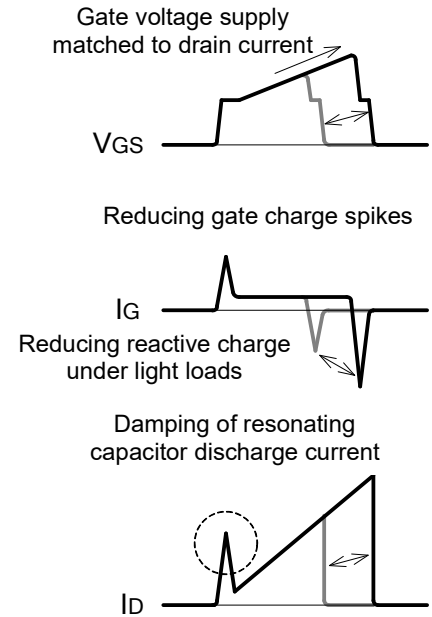 Gate voltage supply
matched to drain current
VGS
Reducing gate charge spikes
IG
Reducing reactive charge
under light loads
Damping of resonating
capacitor discharge current
ID